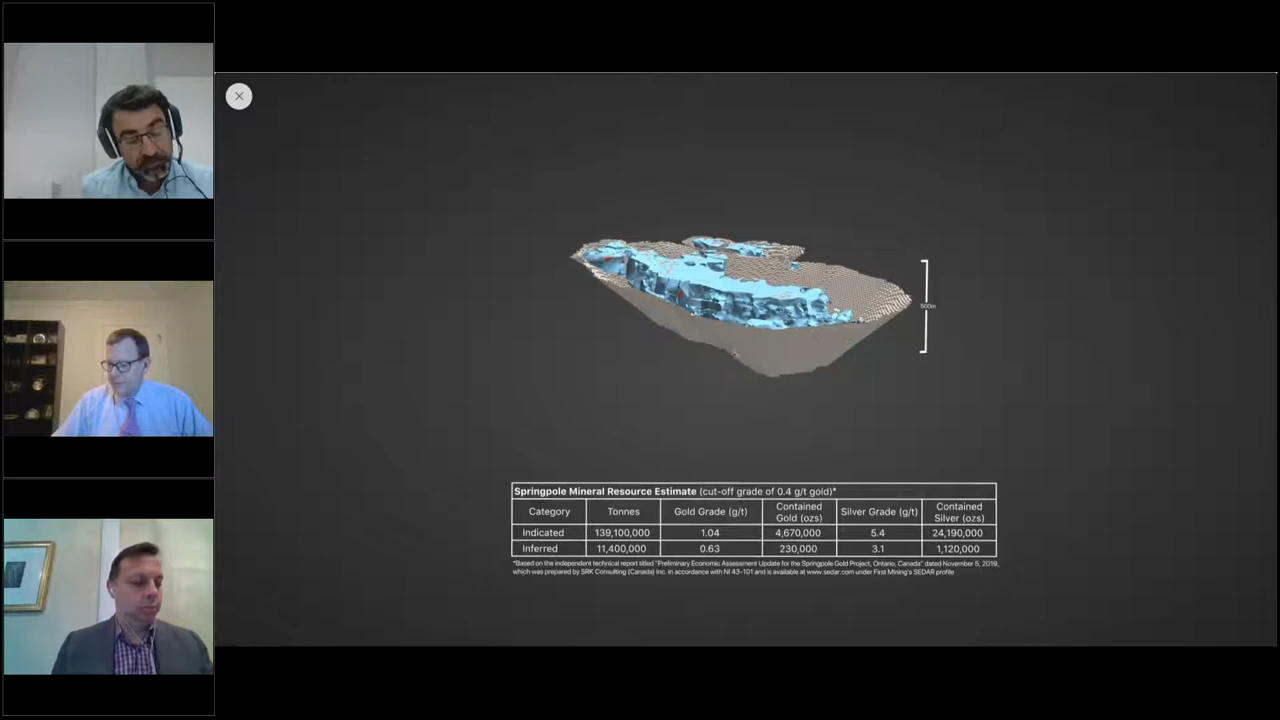 500m
Springpole Mineral Resource Estimate (cut-off grade of 0.4 g/t gold)*
Category Tonnes Gold Grade (g/t) Contained Gold (ozs) Silver Grade (g/t) Contained Silver (ozs)
Indicated 139,100,000 1.04 4,670,000 5.4 24,190,000
Inferred 11,400,000 0.63 230,000 3.1 1,120,000
*Based on the independent technical report titled "Preliminary Economic Assessment Update for the Springpole Gold Project, Ontario, Canada" dated November 5, 2019,
which was prepared by SRK Consulting (Canada) Inc. in accordance with NI 43-101 and is available at www.sedar.com under First Mining's SEDAR profile